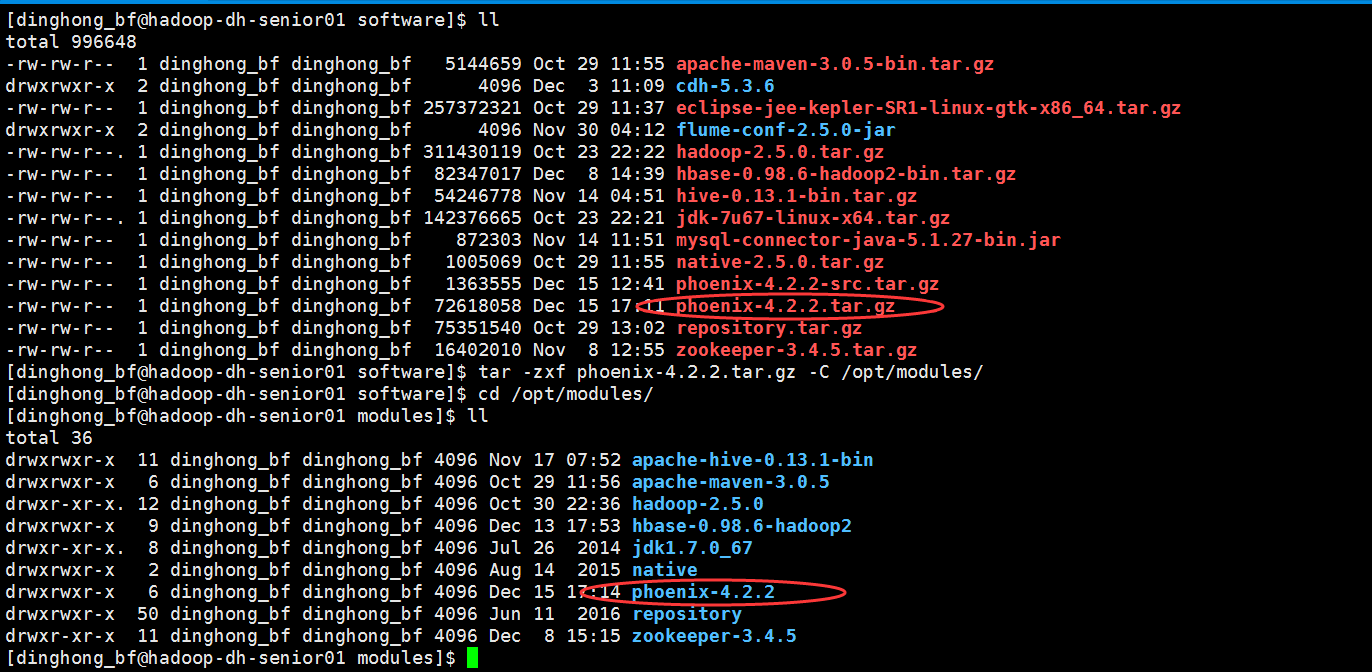 [dinghong_bf@hadoop-dh-senior01 software]$ ll
total 996648
-rw-rw-r--  1 dinghong_bf dinghong_bf   5144659 Oct 29 11:55 apache-maven-3.0.5-bin.tar.gz
drwxrwxr-x  2 dinghong_bf dinghong_bf      4096 Dec  3 11:09 cdh-5.3.6
-rw-rw-r--  1 dinghong_bf dinghong_bf 257372321 Oct 29 11:37 eclipse-jee-kepler-SR1-linux-gtk-x86_64.tar.gz
drwxrwxr-x  2 dinghong_bf dinghong_bf      4096 Nov 30 04:12 flume-conf-2.5.0-jar
-rw-rw-r--. 1 dinghong_bf dinghong_bf 311430119 Oct 23 22:22 hadoop-2.5.0.tar.gz
-rw-rw-r--  1 dinghong_bf dinghong_bf  82347017 Dec  8 14:39 hbase-0.98.6-hadoop2-bin.tar.gz
-rw-rw-r--  1 dinghong_bf dinghong_bf  54246778 Nov 14 04:51 hive-0.13.1-bin.tar.gz
-rw-rw-r--. 1 dinghong_bf dinghong_bf 142376665 Oct 23 22:21 jdk-7u67-linux-x64.tar.gz
-rw-rw-r--  1 dinghong_bf dinghong_bf    872303 Nov 14 11:51 mysql-connector-java-5.1.27-bin.jar
-rw-rw-r--  1 dinghong_bf dinghong_bf   1005069 Oct 29 11:55 native-2.5.0.tar.gz
-rw-rw-r--  1 dinghong_bf dinghong_bf   1363555 Dec 15 12:41 phoenix-4.2.2-src.tar.gz
-rw-rw-r--  1 dinghong_bf dinghong_bf  72618058 Dec 15 17:11 phoenix-4.2.2.tar.gz
-rw-rw-r--  1 dinghong_bf dinghong_bf  75351540 Oct 29 13:02 repository.tar.gz
-rw-rw-r--  1 dinghong_bf dinghong_bf  16402010 Nov  8 12:55 zookeeper-3.4.5.tar.gz
[dinghong_bf@hadoop-dh-senior01 software]$ tar -zxf phoenix-4.2.2.tar.gz -C /opt/modules/
[dinghong_bf@hadoop-dh-senior01 software]$ cd /opt/modules/
[dinghong_bf@hadoop-dh-senior01 modules]$ ll
total 36
drwxrwxr-x  11 dinghong_bf dinghong_bf 4096 Nov 17 07:52 apache-hive-0.13.1-bin
drwxrwxr-x   6 dinghong_bf dinghong_bf 4096 Oct 29 11:56 apache-maven-3.0.5
drwxr-xr-x. 12 dinghong_bf dinghong_bf 4096 Oct 30 22:36 hadoop-2.5.0
drwxrwxr-x   9 dinghong_bf dinghong_bf 4096 Dec 13 17:53 hbase-0.98.6-hadoop2
drwxr-xr-x.  8 dinghong_bf dinghong_bf 4096 Jul 26  2014 jdk1.7.0_67
drwxrwxr-x   2 dinghong_bf dinghong_bf 4096 Aug 14  2015 native
drwxrwxr-x   6 dinghong_bf dinghong_bf 4096 Dec 15 17:14 phoenix-4.2.2
drwxrwxr-x  50 dinghong_bf dinghong_bf 4096 Jun 11  2016 repository
drwxr-xr-x  11 dinghong_bf dinghong_bf 4096 Dec  8 15:15 zookeeper-3.4.5
[dinghong_bf@hadoop-dh-senior01 modules]$